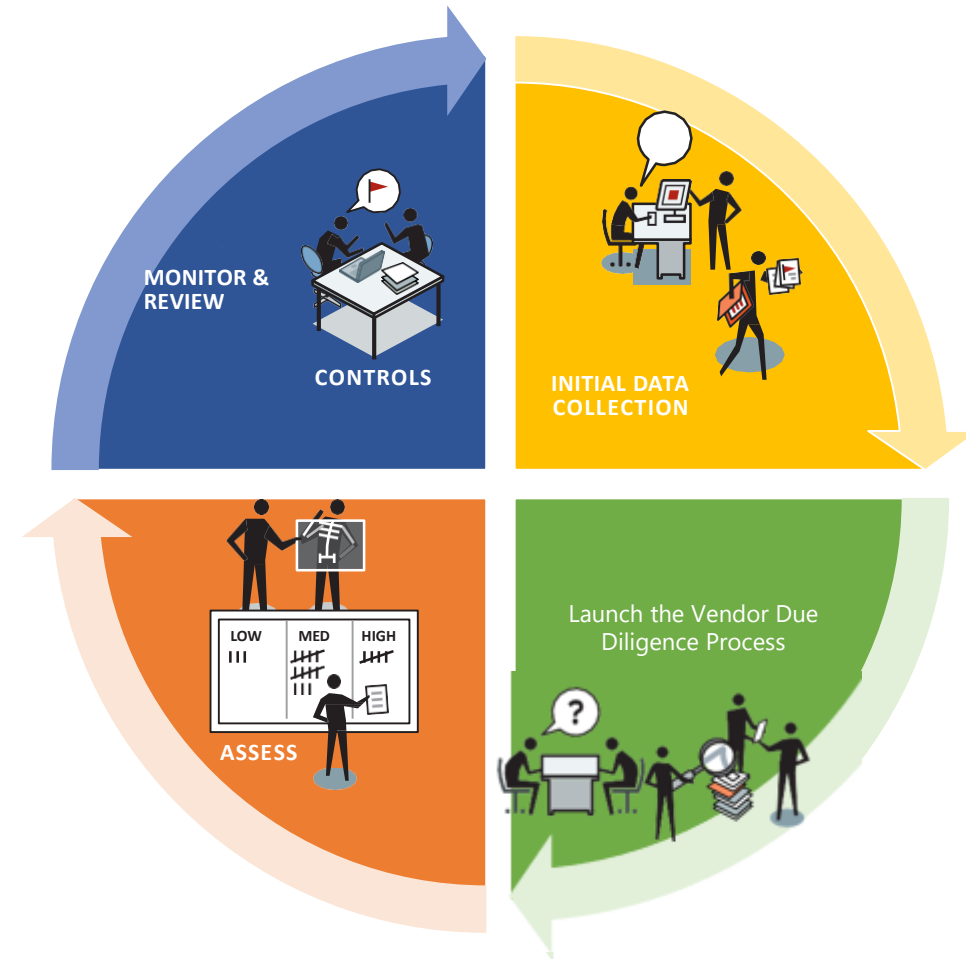 MONITOR &
REVIEW
CONTROLS
INITIAL DATA
COLLECTION
Launch the Vendor Due
Diligence Process
?
LOW
MED
HIGH
ASSESS